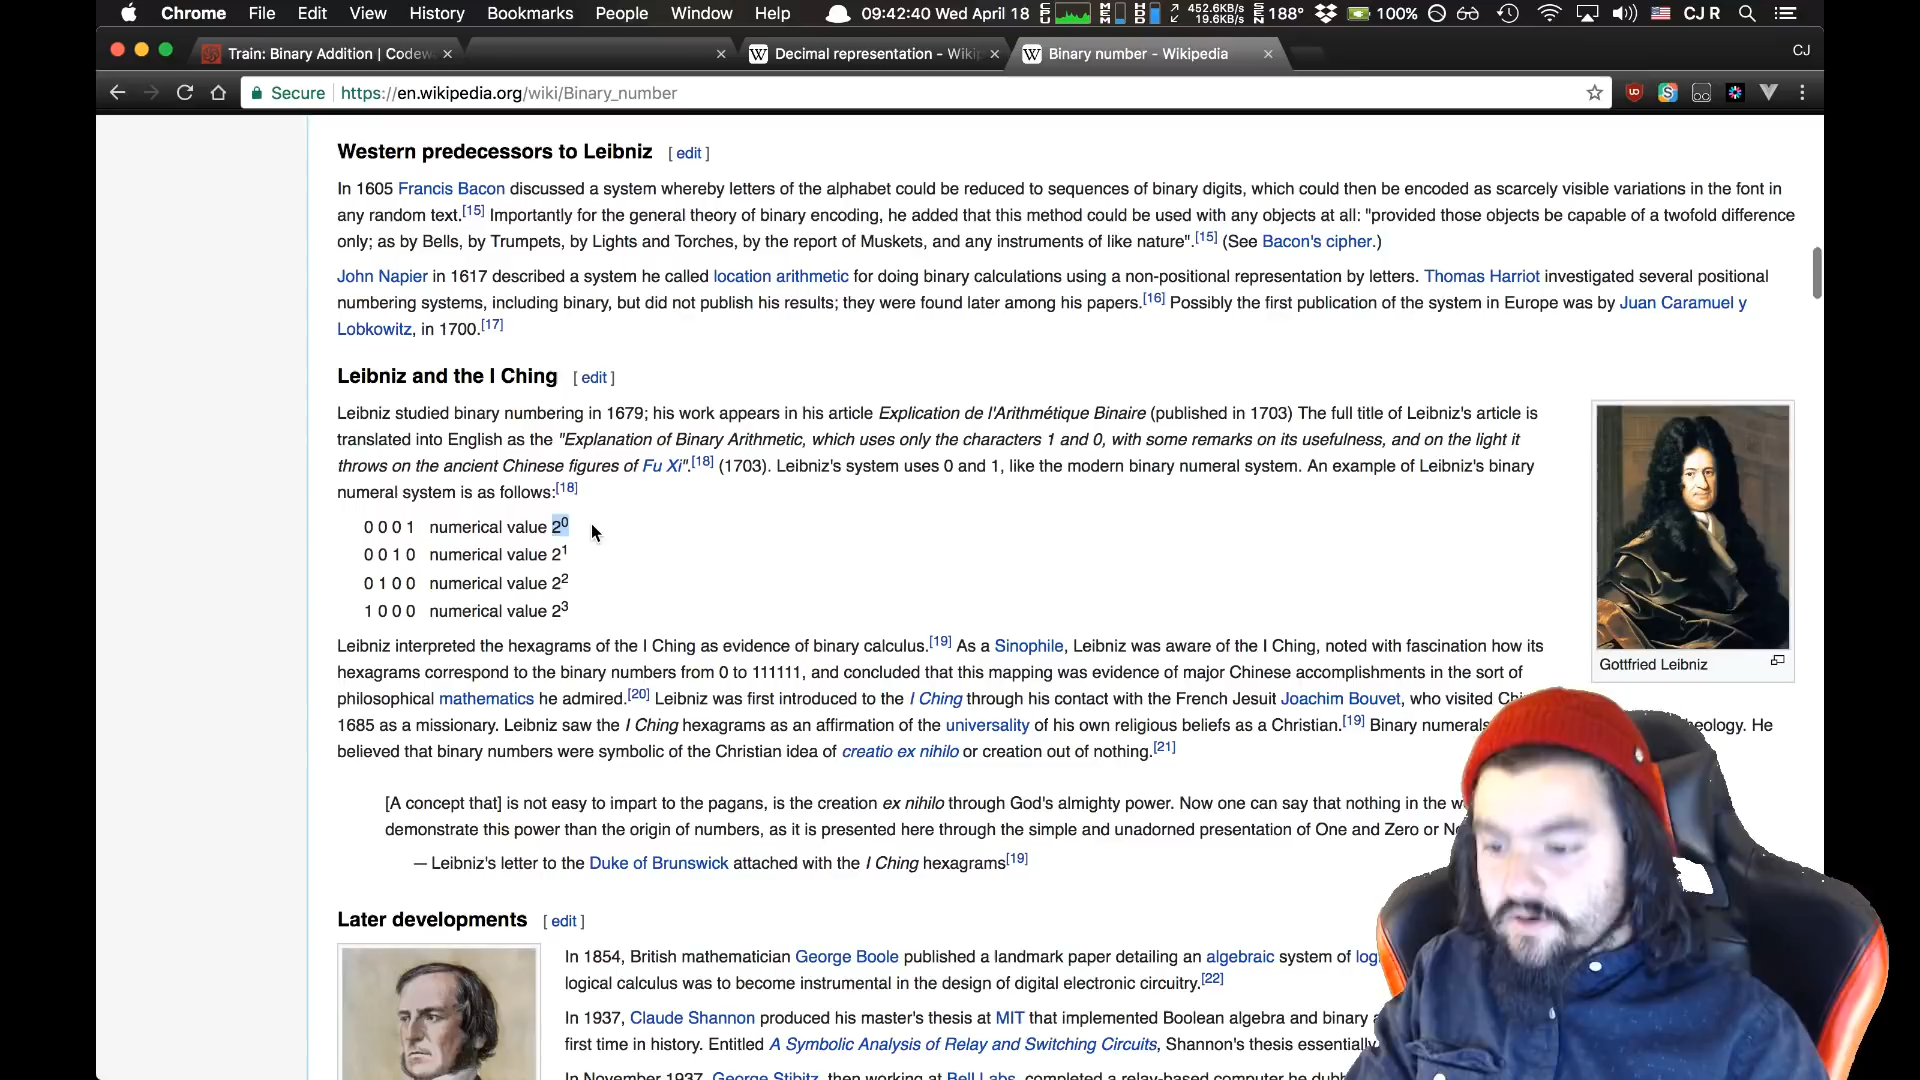 Chrome File Edit View History Bookmarks People Window Help 09:42:40 Wed April 18 452.6KB/s 19.6KB/s 188° 100% CJ R
Train: Binary Addition | Codew Decimal representation - Wiki Binary number - Wikipedia CJ
Secure https://en.wikipedia.org/wiki/Binary_number
Western predecessors to Leibniz [ edit ]
In 1605 Francis Bacon discussed a system whereby letters of the alphabet could be reduced to sequences of binary digits, which could then be encoded as scarcely visible variations in the font in
any random text.[15] Importantly for the general theory of binary encoding, he added that this method could be used with any objects at all: "provided those objects be capable of a twofold difference
only; as by Bells, by Trumpets, by Lights and Torches, by the report of Muskets, and any instruments of like nature".[15] (See Bacon's cipher.)
John Napier in 1617 described a system he called location arithmetic for doing binary calculations using a non-positional representation by letters. Thomas Harriot investigated several positional
numbering systems, including binary, but did not publish his results; they were found later among his papers.[16] Possibly the first publication of the system in Europe was by Juan Caramuel y
Lobkowitz, in 1700.[17]
Leibniz and the I Ching [ edit ]
Leibniz studied binary numbering in 1679; his work appears in his article Explication de l'Arithmétique Binaire (published in 1703) The full title of Leibniz's article is
translated into English as the "Explanation of Binary Arithmetic, which uses only the characters 1 and 0, with some remarks on its usefulness, and on the light it
throws on the ancient Chinese figures of Fu Xi".[18] (1703). Leibniz's system uses 0 and 1, like the modern binary numeral system. An example of Leibniz's binary
numeral system is as follows:[18]
0 0 0 1 numerical value 2⁰
0 0 1 0 numerical value 2¹
0 1 0 0 numerical value 2²
1 0 0 0 numerical value 2³
Gottfried Leibniz
Leibniz interpreted the hexagrams of the I Ching as evidence of binary calculus.[19] As a Sinophile, Leibniz was aware of the I Ching, noted with fascination how its
hexagrams correspond to the binary numbers from 0 to 111111, and concluded that this mapping was evidence of major Chinese accomplishments in the sort of
philosophical mathematics he admired.[20] Leibniz was first introduced to the I Ching through his contact with the French Jesuit Joachim Bouvet, who visited Chi
1685 as a missionary. Leibniz saw the I Ching hexagrams as an affirmation of the universality of his own religious beliefs as a Christian.[19] Binary numerals eology. He
believed that binary numbers were symbolic of the Christian idea of creatio ex nihilo or creation out of nothing.[21]
[A concept that] is not easy to impart to the pagans, is the creation ex nihilo through God's almighty power. Now one can say that nothing in the w
demonstrate this power than the origin of numbers, as it is presented here through the simple and unadorned presentation of One and Zero or No
— Leibniz's letter to the Duke of Brunswick attached with the I Ching hexagrams[19]
Later developments [ edit ]
In 1854, British mathematician George Boole published a landmark paper detailing an algebraic system of log
logical calculus was to become instrumental in the design of digital electronic circuitry.[22]
In 1937, Claude Shannon produced his master's thesis at MIT that implemented Boolean algebra and binary a
first time in history. Entitled A Symbolic Analysis of Relay and Switching Circuits, Shannon's thesis essentially
In November 1937, George Stibitz, then working at Bell Labs, completed a relay-based computer he dubb